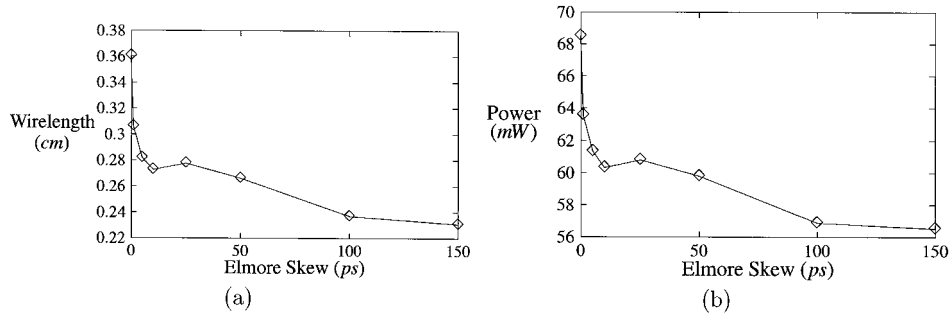 0.38
0.36
0.34
0.32
0.3
0.28
0.26
0.24
0.22
Wirelength
(cm)
0 50 100 150
Elmore Skew (ps)
(a)
70
68
66
64
62
60
58
56
Power
(mW)
0 50 100 150
Elmore Skew (ps)
(b)